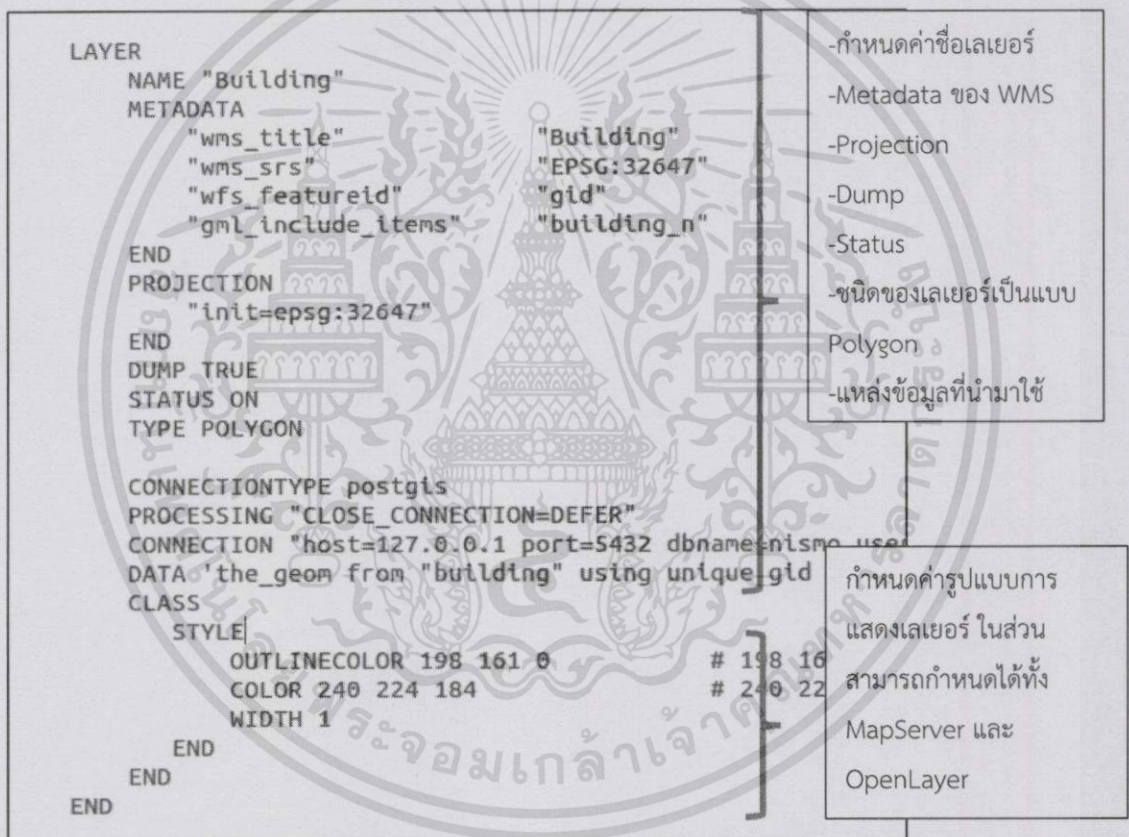 LAYER
NAME "Building"
METADATA
"wms_title" "Building"
"wms_srs" "EPSG:32647"
"wfs_featureid" "gid"
"gml_include_items" "building_n"
END
PROJECTION
"init=epsg:32647"
END
DUMP TRUE
STATUS ON
TYPE POLYGON
CONNECTIONTYPE postgis
PROCESSING "CLOSE_CONNECTION=DEFER"
CONNECTION "host=127.0.0.1 port=5432 dbname=nismo user
DATA 'the_geom from "building" using unique gid
CLASS
STYLE
OUTLINECOLOR 198 161 0 # 198 16
COLOR 240 224 184 # 240 22
WIDTH 1
END
END
END
-กำหนดค่าชื่อเลเยอร์
-Metadata ของ WMS
-Projection
-Dump
-Status
-ชนิดของเลเยอร์เป็นแบบ
Polygon
-แหล่งข้อมูลที่นำมาใช้
กำหนดค่ารูปแบบการ
แสดงเลเยอร์ ในส่วน
สามารถกำหนดได้ทั้ง
MapServer และ
OpenLayer